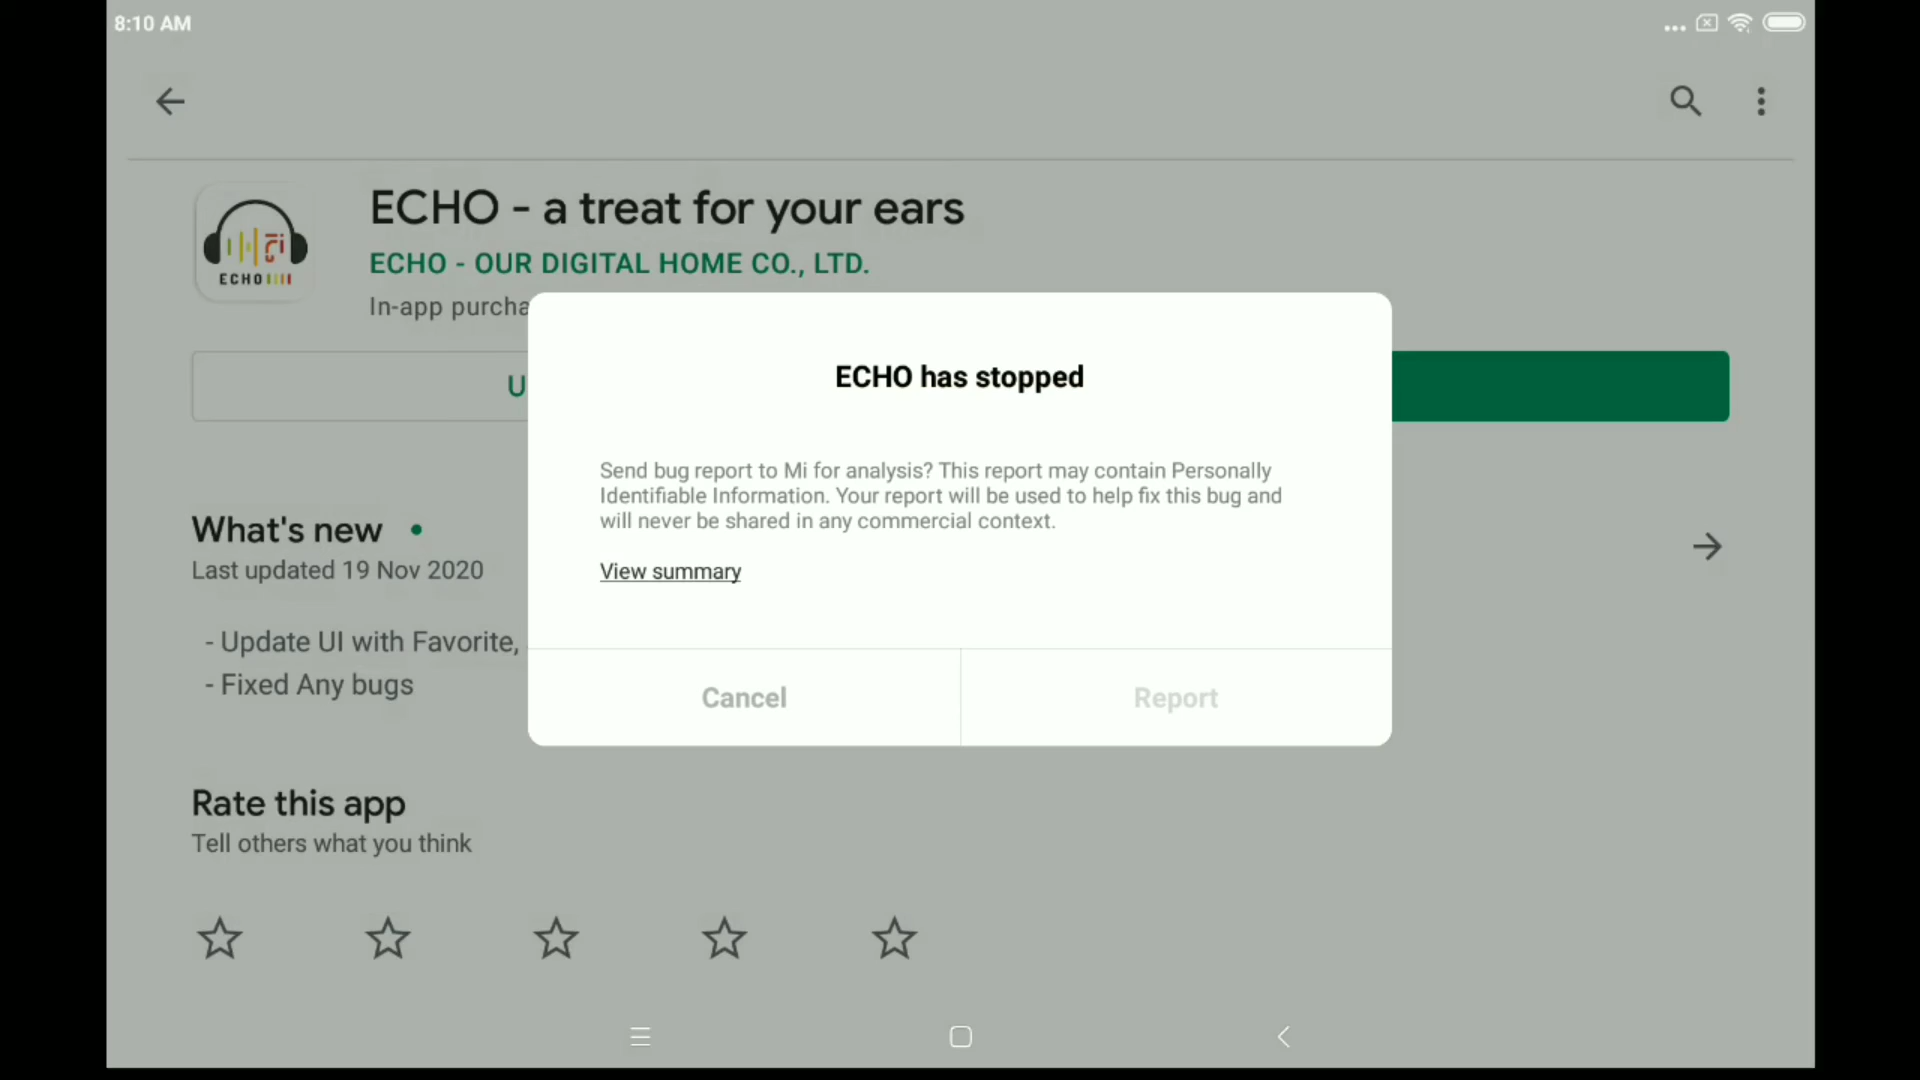 8:10 AM
ECHO - a treat for your ears
ECHO
ECHO - OUR DIGITAL HOME CO., LTD.
In-app purcha
ECHO has stopped
U
Send bug report to Mi for analysis? This report may contain Personally
Identifiable Information. Your report will be used to help fix this bug and
will never be shared in any commercial context.
View summary
What's new
Last updated 19 Nov 2020
- Update UI with Favorite,
- Fixed Any bugs
Cancel
Report
Rate this app
Tell others what you think